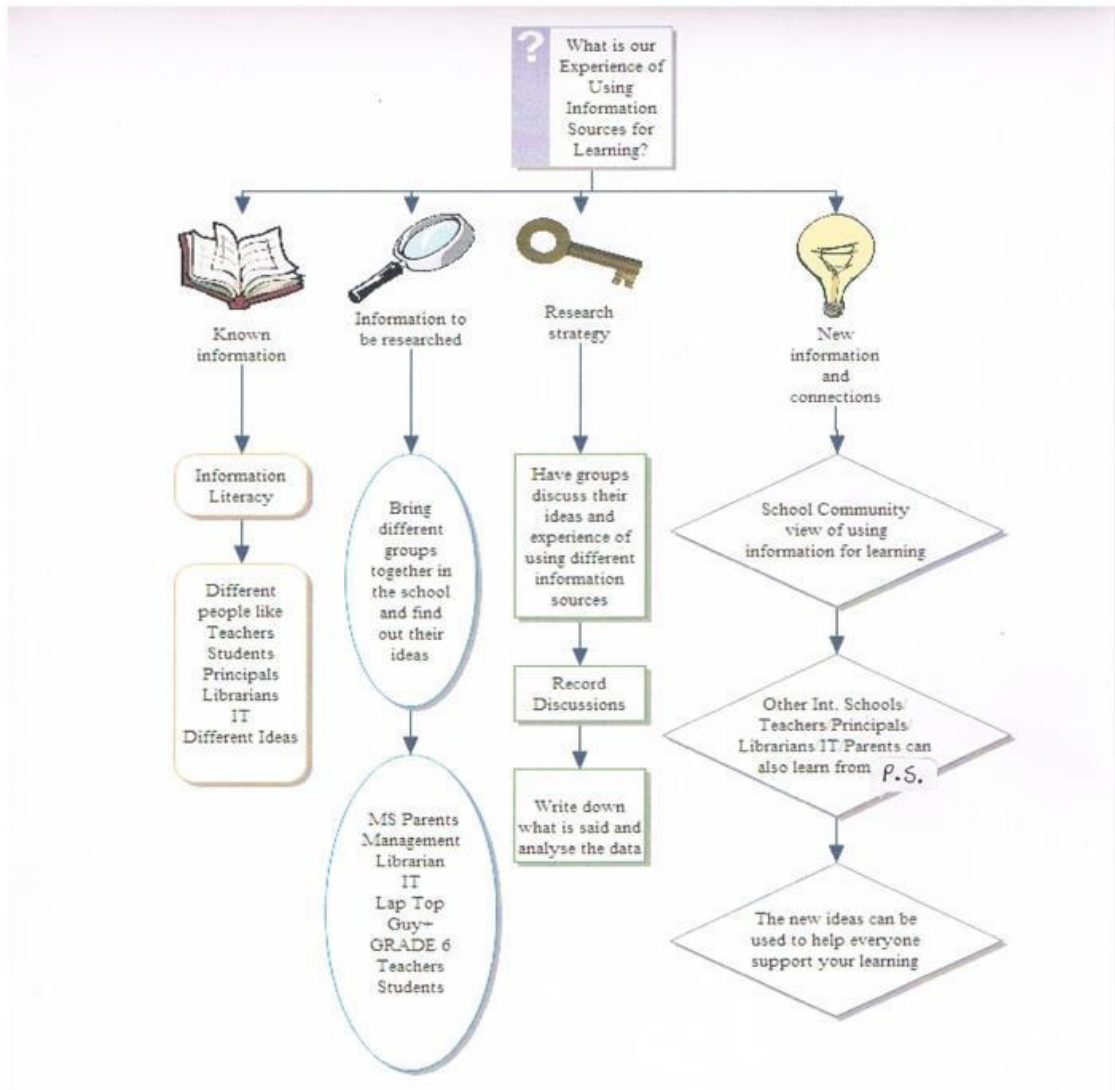 ?
What is our
Experience of
Using
Information
Sources for
Learning?
Known
information
Information
Literacy
Different
people like
Teachers
Students
Principals
Librarians
IT
Different Ideas
Information to
be researched
Bring
different
groups
together in
the school
and find
out their
ideas
MS Parents
Management
Librarian
IT
Lap Top
Guy+
GRADE 6
Teachers
Students
Research
strategy
Have groups
discuss their
ideas and
experience of
using different
information
sources
Record
Discussions
Write down
what is said and
analyse the data
New
information
and
connections
School Community
view of using
information for learning
Other Int. Schools/
Teachers/Principals/
Librarians/IT/Parents can
also learn from P.S.
The new ideas can be
used to help everyone
support your learning